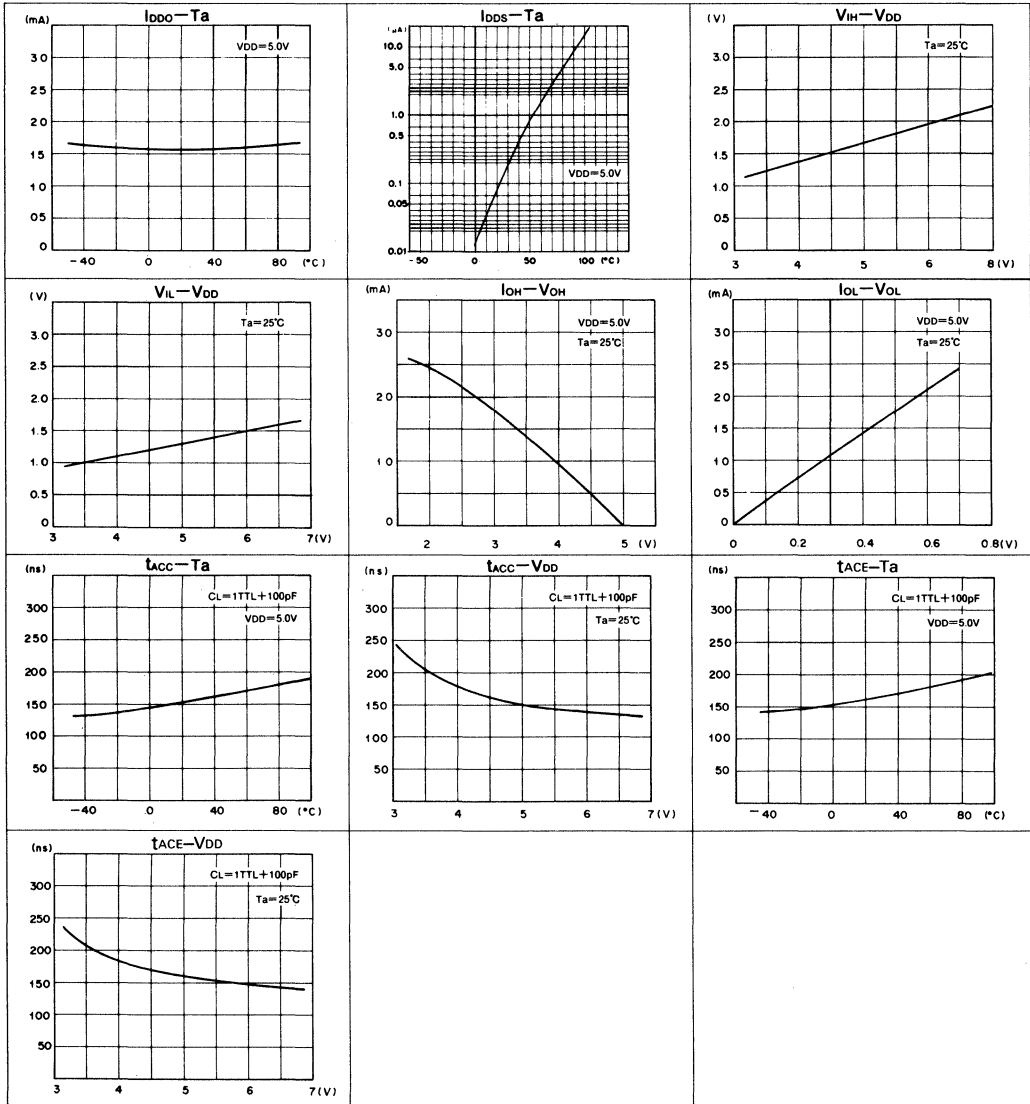 IDDO—Ta
(mA)
VDD=5.0V
3.0
2.5
2.0
1.5
1.0
0.5
0
-40 0 40 80 (°C)
IDDS—Ta
(μA)
10.0
5.0
1.0
0.5
VDD=5.0V
0.1
0.05
0.01
-50 0 50 100 (°C)
VIH—VDD
(V)
Ta=25°C
3.0
2.5
2.0
1.5
1.0
0.5
0
3 4 5 6 8 (V)
VIL—VDD
(V)
Ta=25°C
3.0
2.5
2.0
1.5
1.0
0.5
0
3 4 5 6 7 (V)
IOH—VOH
(mA)
VDD=5.0V
Ta=25°C
3.0
2.0
1.0
0
2 3 4 5 (V)
IOL—VOL
(mA)
VDD=5.0V
Ta=25°C
3.0
2.0
1.0
0
0 0.2 0.4 0.6 0.8 (V)
tACC—Ta
(ns)
CL=1TTL+100pF
VDD=5.0V
300
250
200
150
100
50
-40 0 40 80 (°C)
tACC—VDD
(ns)
CL=1TTL+100pF
Ta=25°C
300
250
200
150
100
50
3 4 5 6 7 (V)
tACE-Ta
(ns)
CL=1TTL+100pF
VDD=5.0V
300
250
200
150
100
50
-40 0 40 80 (°C)
tACE-VDD
(ns)
CL=1TTL+100pF
Ta=25°C
300
250
200
150
100
50
3 4 5 6 7 (V)